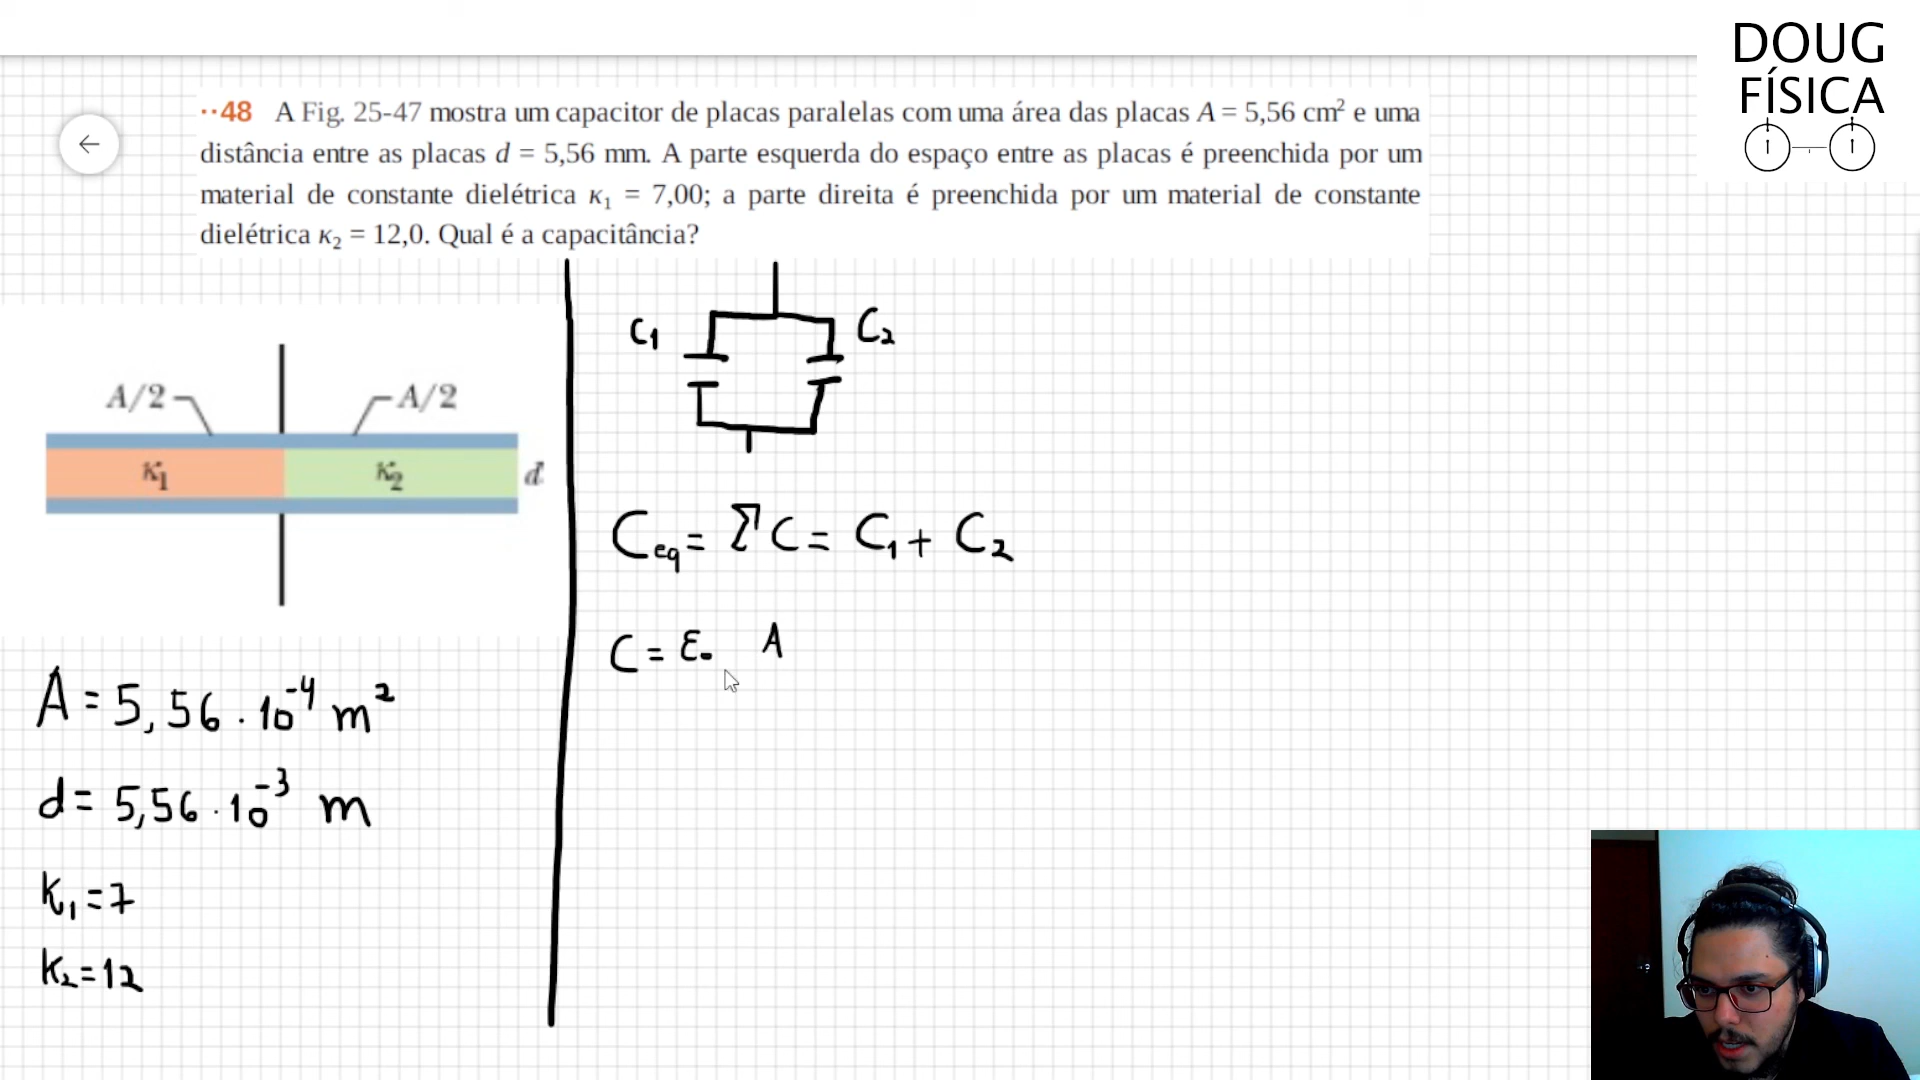 DOUG
FÍSICA
··48 A Fig. 25-47 mostra um capacitor de placas paralelas com uma área das placas A = 5,56 cm² e uma
distância entre as placas d = 5,56 mm. A parte esquerda do espaço entre as placas é preenchida por um
material de constante dielétrica κ₁ = 7,00; a parte direita é preenchida por um material de constante
dielétrica κ₂ = 12,0. Qual é a capacitância?
A/2 A/2
κ₁ κ₂ d
A = 5,56 · 10⁻⁴ m²
d = 5,56 · 10⁻³ m
K₁ = 7
K₂ = 12
C₁ C₂
Ceq = Σ C = C₁ + C₂
C = ε₀ A